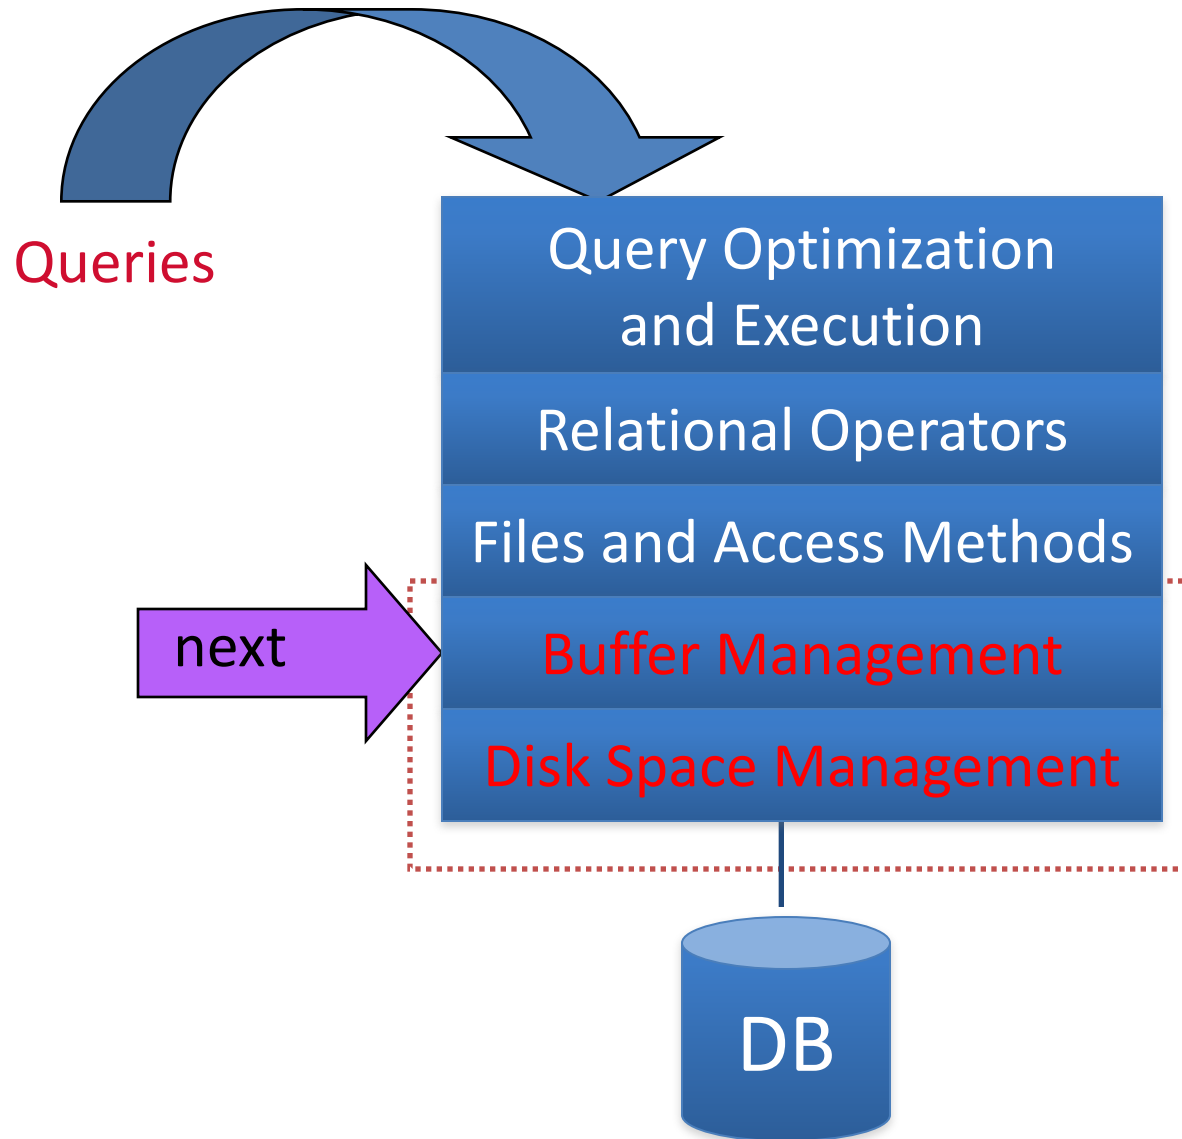 Queries
Query Optimization
and Execution
Relational Operators
Files and Access Methods
next
Buffer Management
Disk Space Management
DB